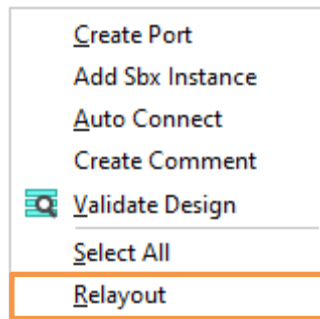 Create Port
Add Sbx Instance
Auto Connect
Create Comment
Validate Design
Select All
Relayout